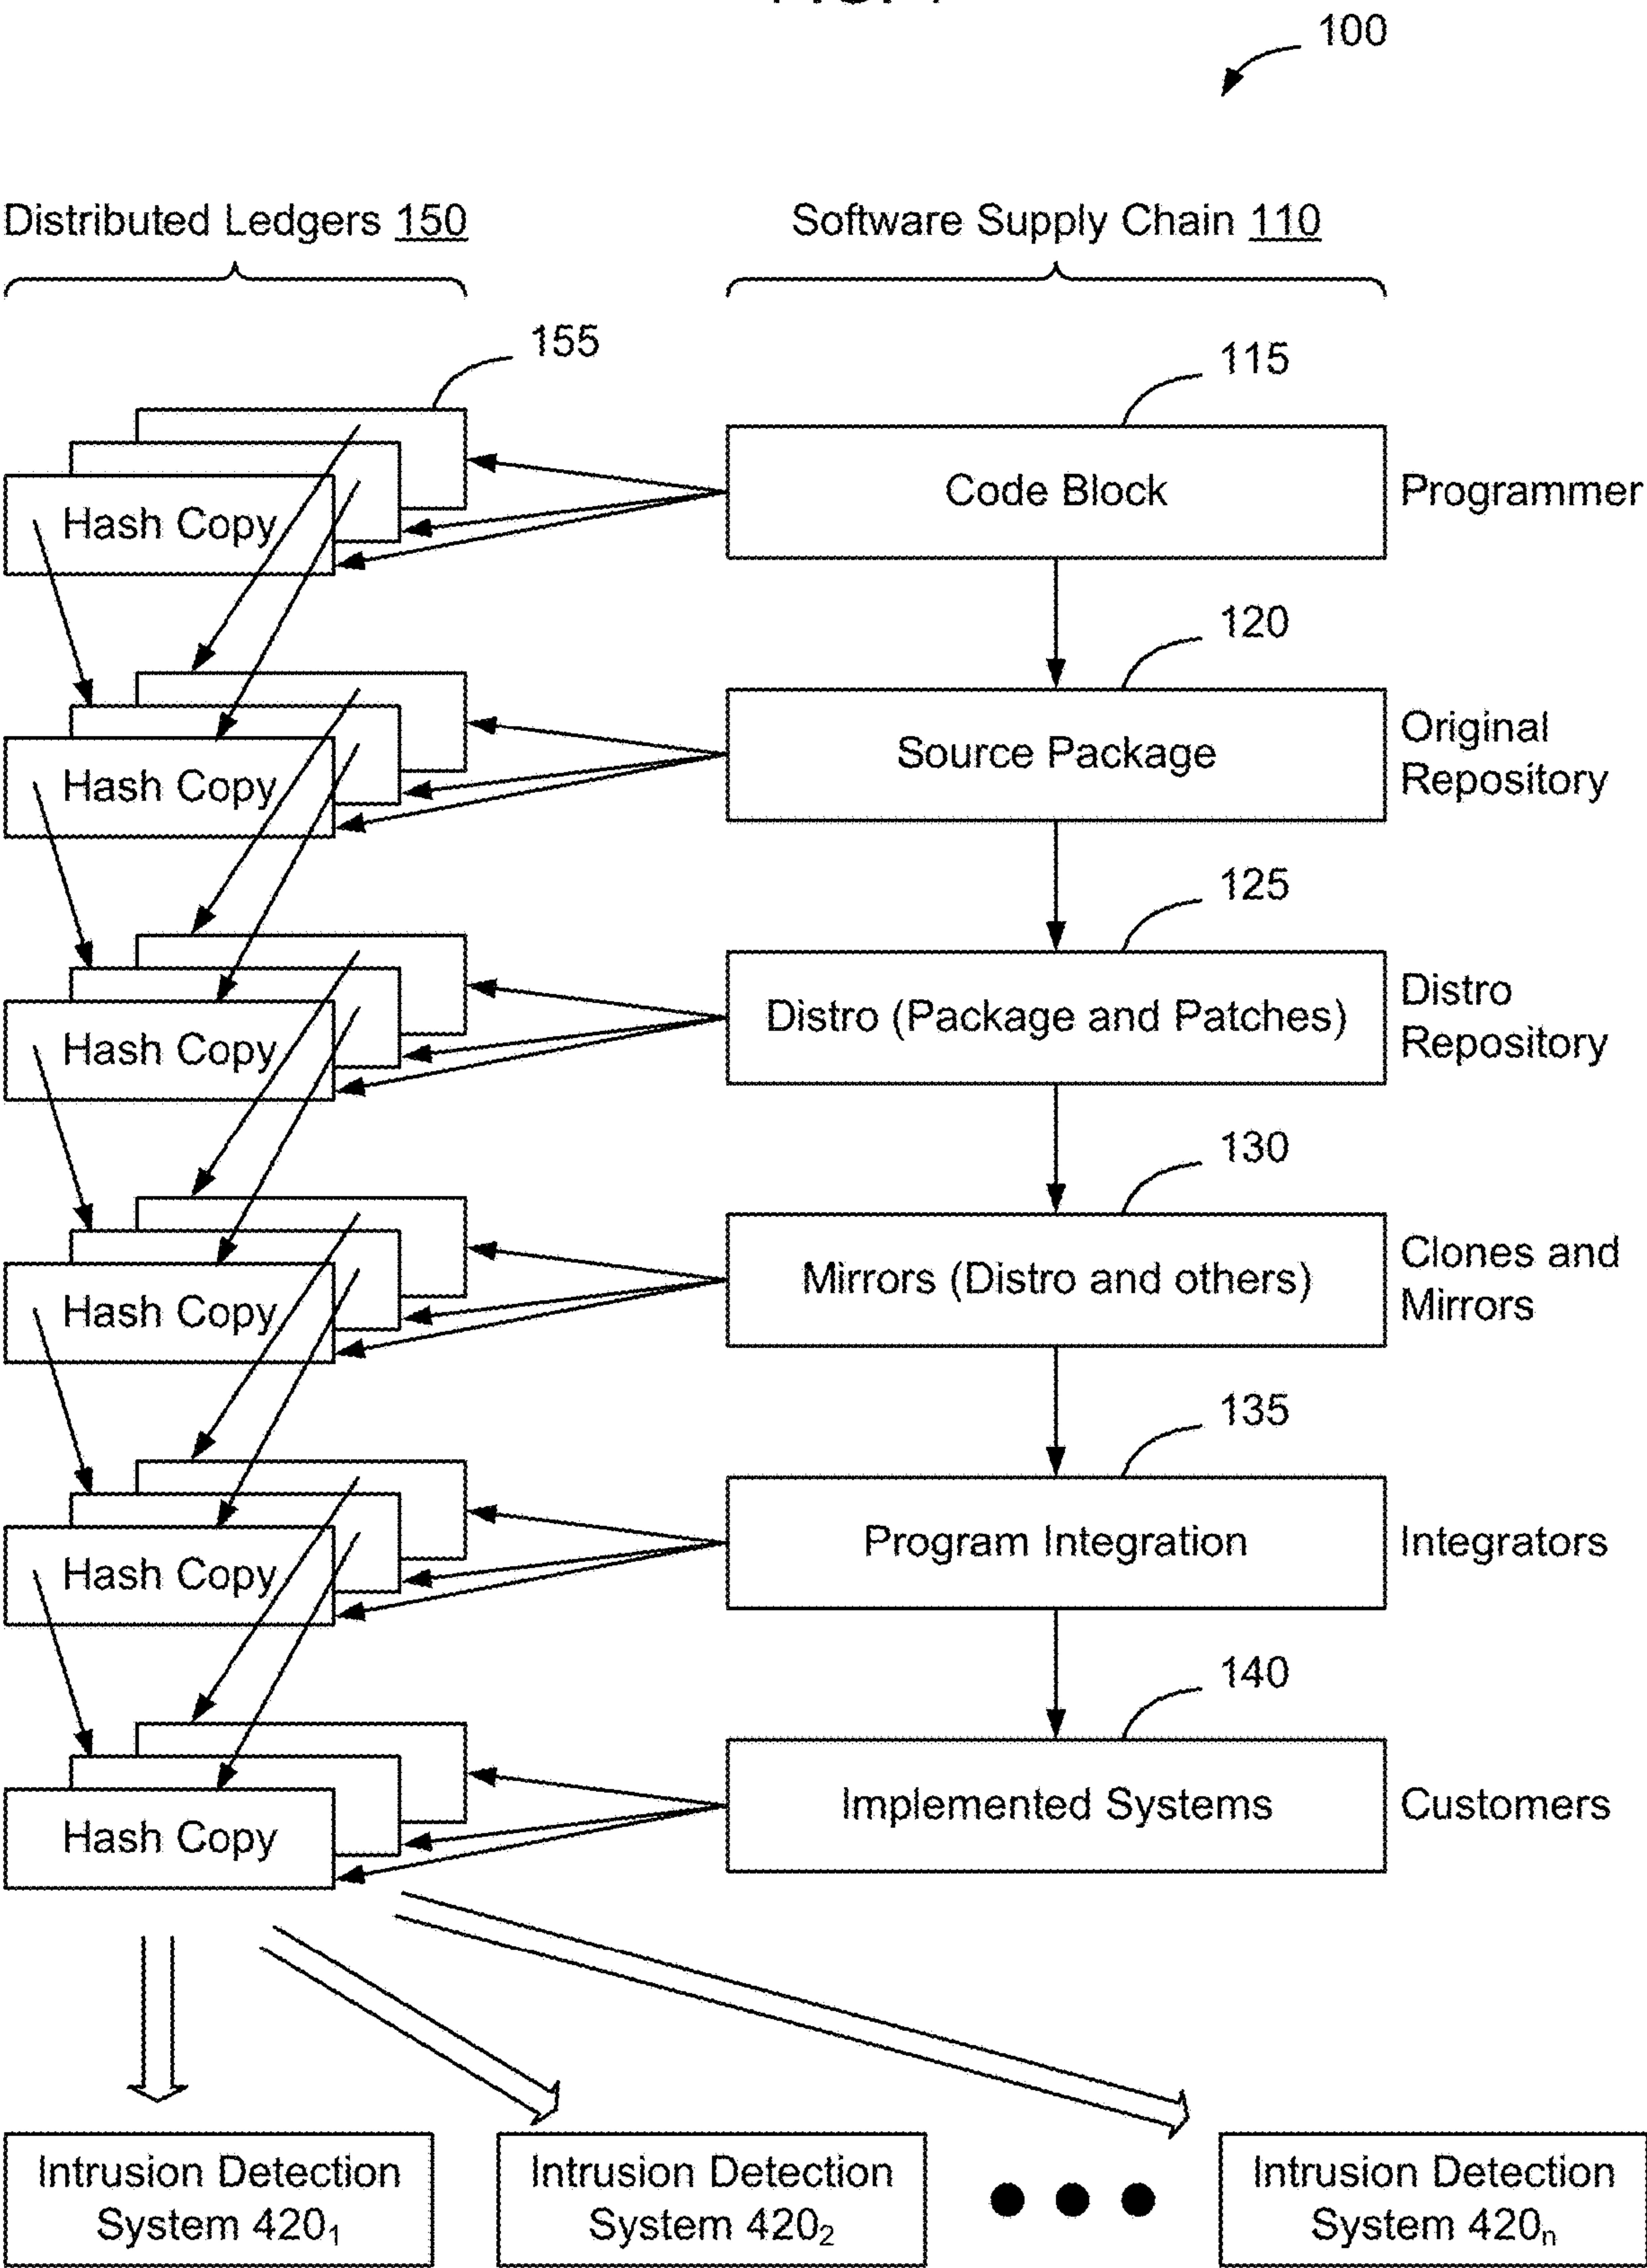 100
Distributed Ledgers 150
Software Supply Chain 110
155
115
Hash Copy
Code Block
Programmer
120
Hash Copy
Source Package
Original
Repository
125
Hash Copy
Distro (Package and Patches)
Distro
Repository
130
Hash Copy
Mirrors (Distro and others)
Clones and
Mirrors
135
Hash Copy
Program Integration
Integrators
140
Hash Copy
Implemented Systems
Customers
Intrusion Detection
System 420₁
Intrusion Detection
System 420₂
Intrusion Detection
System 420ₙ